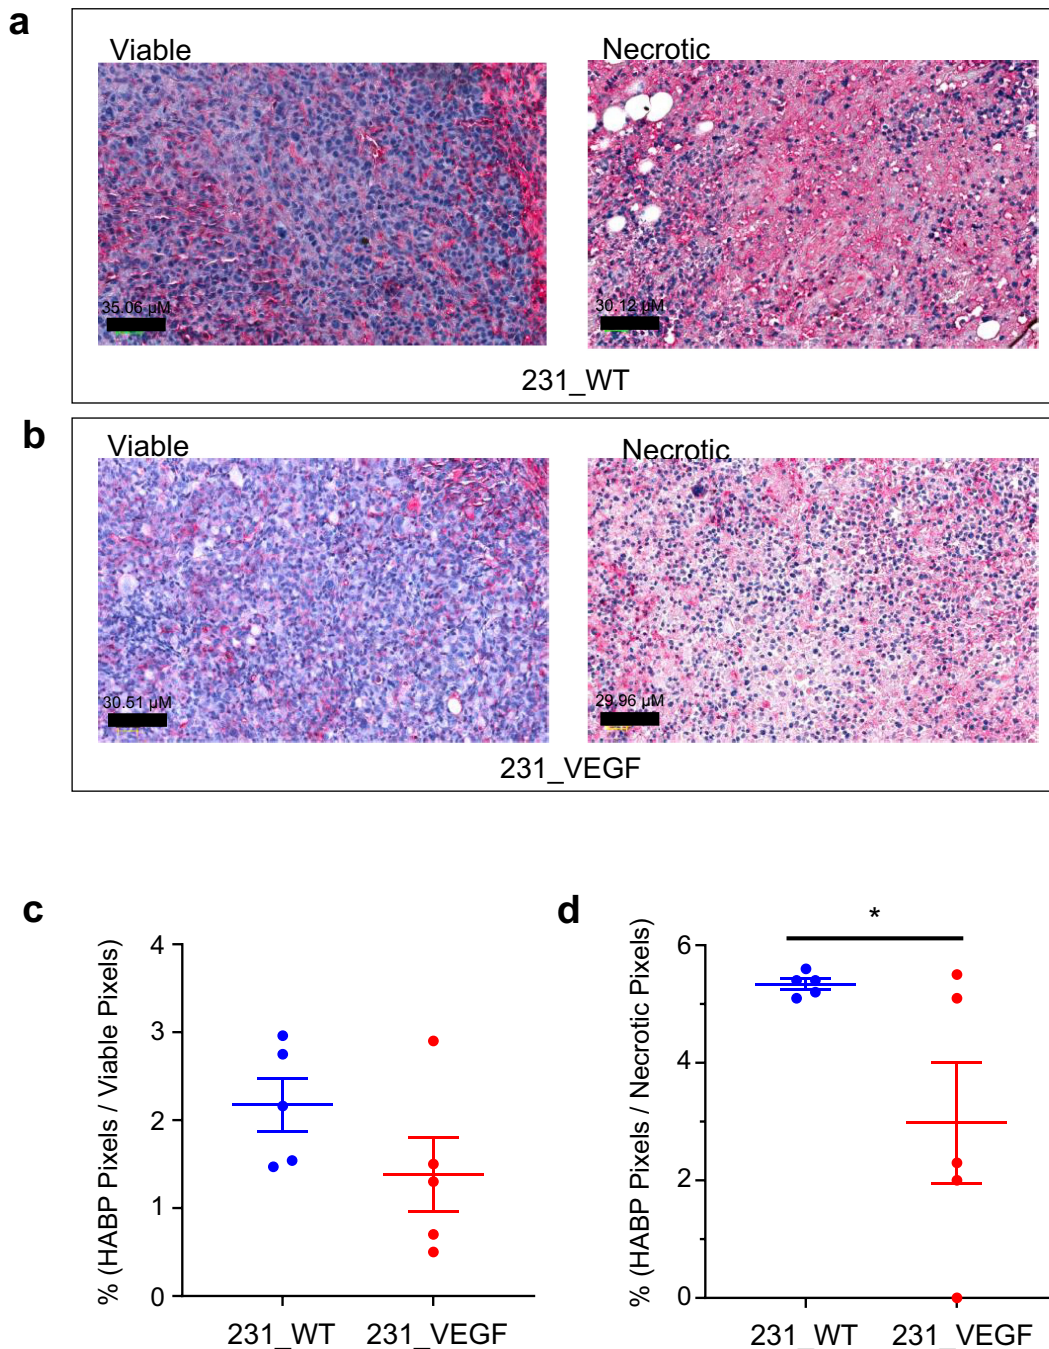 a
Viable
Necrotic
35.06 µM
30.12 µM
231_WT
b
Viable
Necrotic
30.51 µM
29.96 µM
231_VEGF
c
% (HABP Pixels / Viable Pixels)
4
3
2
1
0
231_WT
231_VEGF
d
% (HABP Pixels / Necrotic Pixels)
*
6
4
2
0
231_WT
231_VEGF